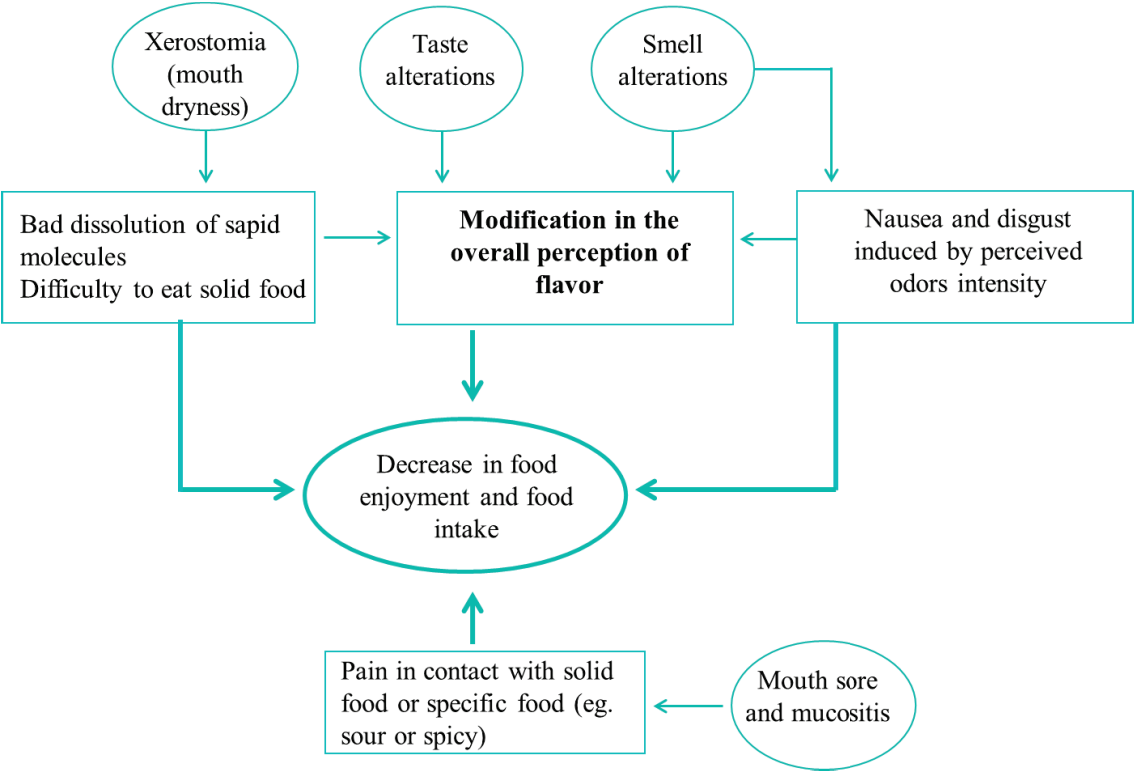 Xerostomia
(mouth
dryness)
Taste
alterations
Smell
alterations
Bad dissolution of sapid
molecules
Difficulty to eat solid food
Modification in the
overall perception of
flavor
Nausea and disgust
induced by perceived
odors intensity
Decrease in food
enjoyment and food
intake
Pain in contact with solid
food or specific food (eg.
sour or spicy)
Mouth sore
and mucositis